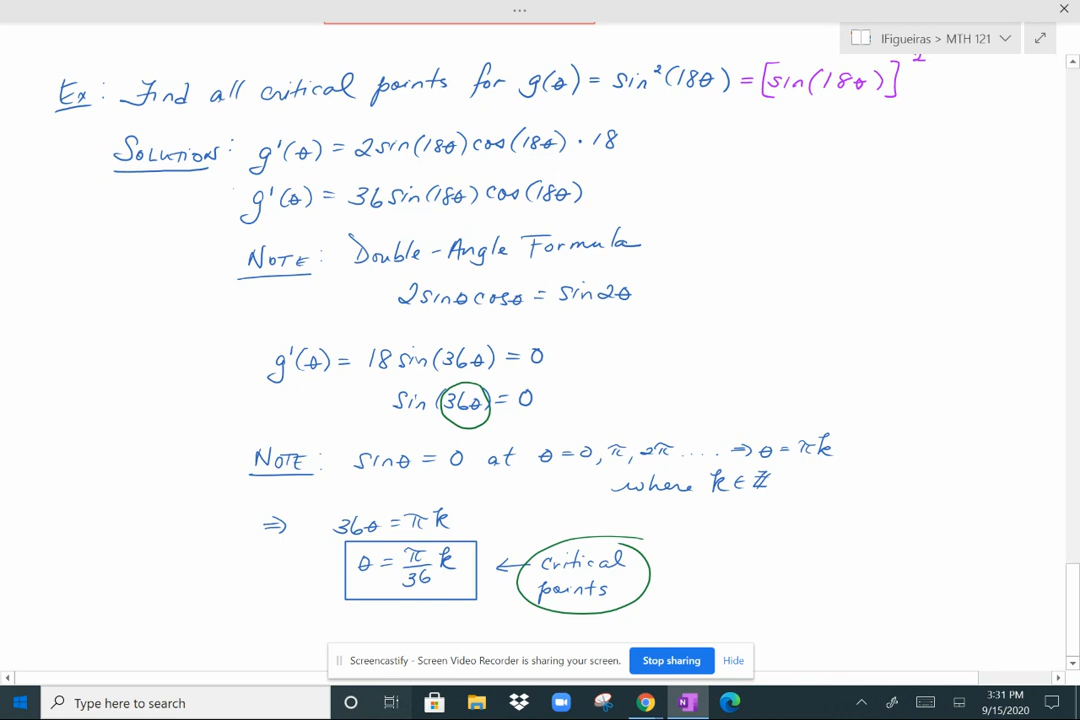 IFigueiras > MTH 121
Ex: Find all critical points for g(θ) = sin²(18θ) = [sin(18θ)]²
SOLUTION: g'(θ) = 2sin(18θ)cos(18θ) · 18
g'(θ) = 36sin(18θ)cos(18θ)
NOTE: Double-Angle Formula
2sinθcosθ = sin2θ
g'(θ) = 18 sin(36θ) = 0
sin(36θ) = 0
NOTE: sinθ = 0 at θ = 0, π, 2π .... ⇒ θ = πk
where k ∈ ℤ
⇒ 36θ = πk
θ = π/36 k ← critical points
Screencastify - Screen Video Recorder is sharing your screen. Stop sharing Hide
Type here to search
3:31 PM
9/15/2020